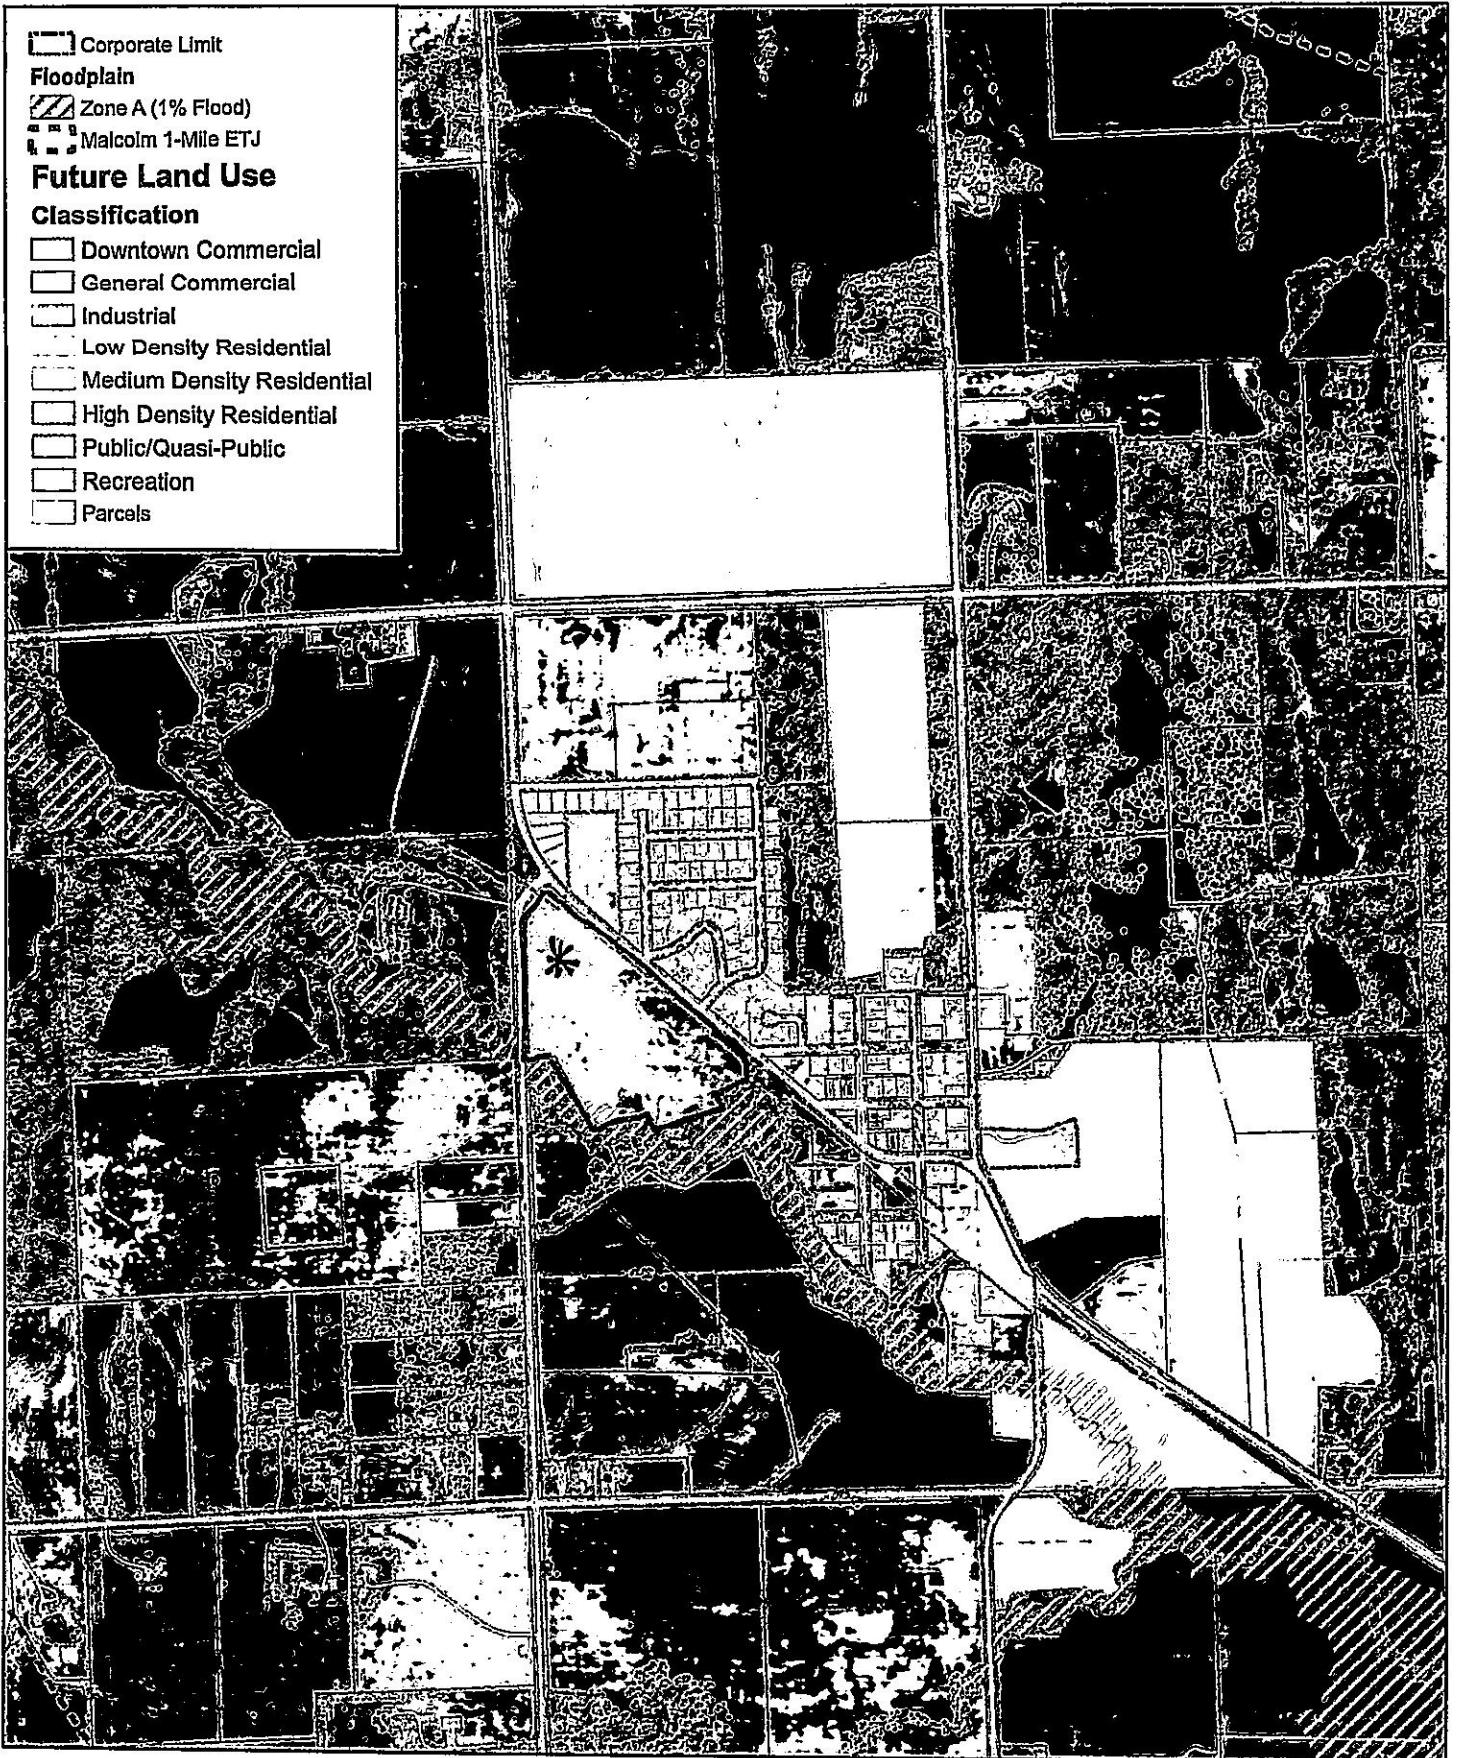 Corporate Limit
Floodplain
Zone A (1% Flood)
Malcolm 1-Mile ETJ
Future Land Use
Classification
Downtown Commercial
General Commercial
Industrial
Low Density Residential
Medium Density Residential
High Density Residential
Public/Quasi-Public
Recreation
Parcels